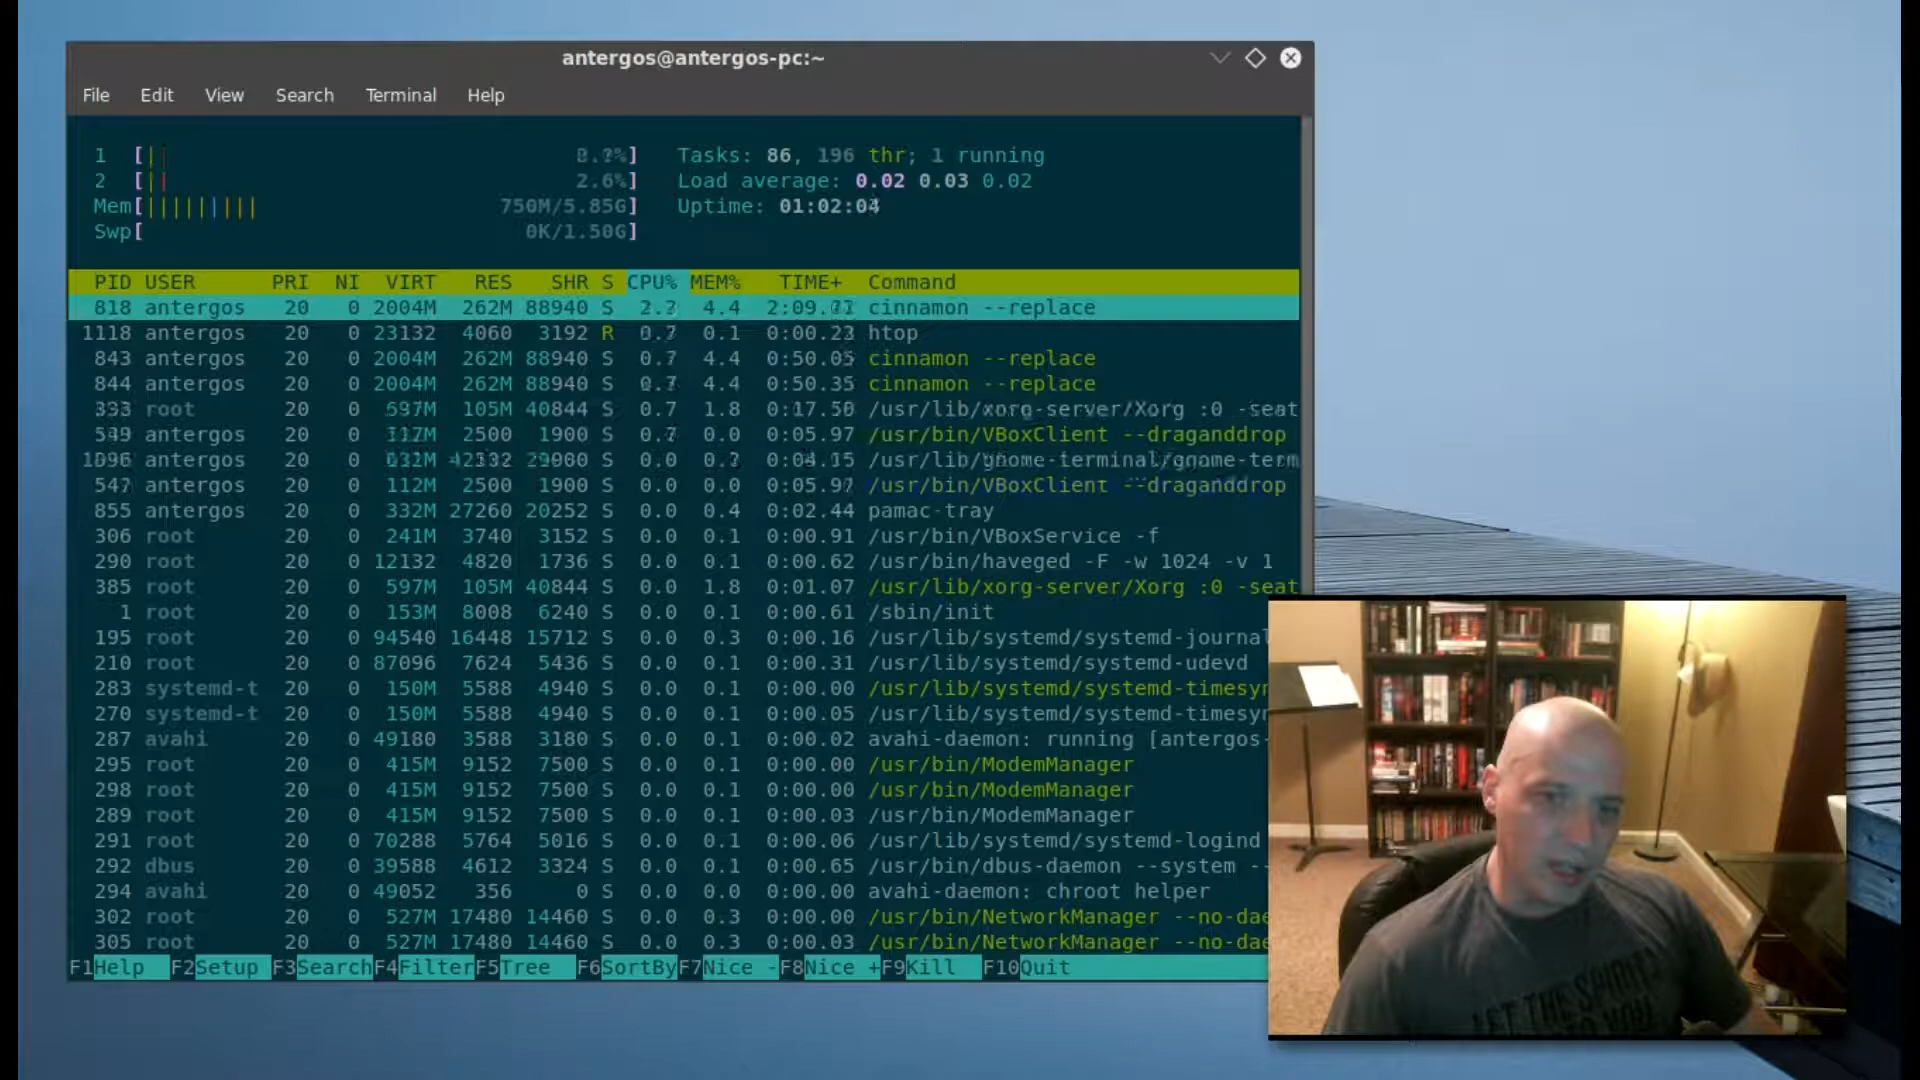 antergos@antergos-pc:~
File Edit View Search Terminal Help
1 [|| %] Tasks: 86, 196 thr; 1 running
2 [|| 2.6%] Load average: 0.02 0.03 0.02
Mem[|||||||||| 750M/5.85G] Uptime: 01:02:04
Swp[ 0K/1.50G]
PID USER PRI NI VIRT RES SHR S CPU% MEM% TIME+ Command
818 antergos 20 0 2004M 262M 88940 S 4.4 cinnamon --replace
1118 antergos 20 0 23132 4060 3192 R 0.7 0.1 0:00.23 htop
843 antergos 20 0 2004M 262M 88940 S 0.7 4.4 0:50.05 cinnamon --replace
844 antergos 20 0 2004M 262M 88940 S 0.7 4.4 0:50.35 cinnamon --replace
root 20 0 597M 105M 40844 S 0.7 1.8 0:17.50 /usr/lib/xorg-server/Xorg :0 -seat
549 antergos 20 0 2500 1900 S 0.7 0.0 0:05.97 /usr/bin/VBoxClient --draganddrop
1096 antergos 20 0 S 0.0 /usr/lib/gnome-terminal/gnome-term
547 antergos 20 0 112M 2500 1900 S 0.0 0.0 0:05.97 /usr/bin/VBoxClient --draganddrop
855 antergos 20 0 332M 27260 20252 S 0.0 0.4 0:02.44 pamac-tray
306 root 20 0 241M 3740 3152 S 0.0 0.1 0:00.91 /usr/bin/VBoxService -f
290 root 20 0 12132 4820 1736 S 0.0 0.1 0:00.62 /usr/bin/haveged -F -w 1024 -v 1
385 root 20 0 597M 105M 40844 S 0.0 1.8 0:01.07 /usr/lib/xorg-server/Xorg :0 -seat
1 root 20 0 153M 8008 6240 S 0.0 0.1 0:00.61 /sbin/init
195 root 20 0 94540 16448 15712 S 0.0 0.3 0:00.16 /usr/lib/systemd/systemd-journal
210 root 20 0 87096 7624 5436 S 0.0 0.1 0:00.31 /usr/lib/systemd/systemd-udevd
283 systemd-t 20 0 150M 5588 4940 S 0.0 0.1 0:00.00 /usr/lib/systemd/systemd-timesyn
270 systemd-t 20 0 150M 5588 4940 S 0.0 0.1 0:00.05 /usr/lib/systemd/systemd-timesyn
287 avahi 20 0 49180 3588 3180 S 0.0 0.1 0:00.02 avahi-daemon: running [antergos-
295 root 20 0 415M 9152 7500 S 0.0 0.1 0:00.00 /usr/bin/ModemManager
298 root 20 0 415M 9152 7500 S 0.0 0.1 0:00.00 /usr/bin/ModemManager
289 root 20 0 415M 9152 7500 S 0.0 0.1 0:00.03 /usr/bin/ModemManager
291 root 20 0 70288 5764 5016 S 0.0 0.1 0:00.06 /usr/lib/systemd/systemd-logind
292 dbus 20 0 39588 4612 3324 S 0.0 0.1 0:00.65 /usr/bin/dbus-daemon --system --
294 avahi 20 0 49052 356 0 S 0.0 0.0 0:00.00 avahi-daemon: chroot helper
302 root 20 0 527M 17480 14460 S 0.0 0.3 0:00.00 /usr/bin/NetworkManager --no-dae
305 root 20 0 527M 17480 14460 S 0.0 0.3 0:00.03 /usr/bin/NetworkManager --no-dae
F1Help F2Setup F3Search F4Filter F5Tree F6SortBy F7Nice - F8Nice + F9Kill F10Quit
LET THE SPIRIT
TO YOU